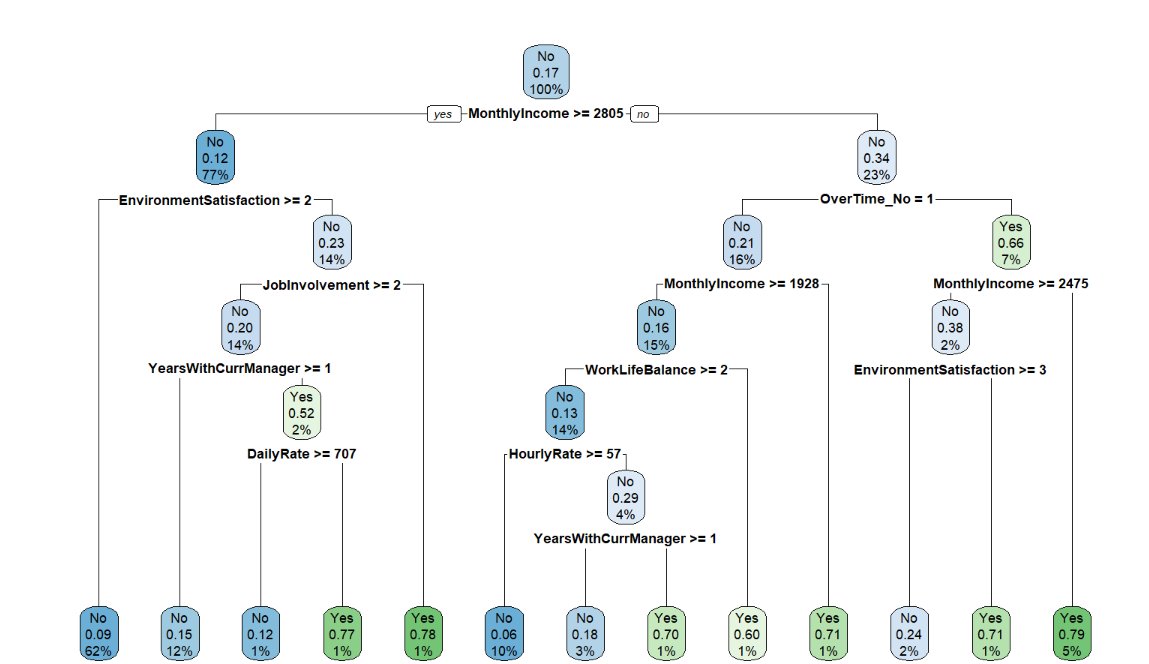 No
0.17
100%
yes MonthlyIncome >= 2805 no
No
0.12
77%
No
0.34
23%
EnvironmentSatisfaction >= 2
OverTime_No = 1
No
0.23
14%
No
0.21
16%
Yes
0.66
7%
JobInvolvement >= 2
MonthlyIncome >= 1928
MonthlyIncome >= 2475
No
0.20
14%
No
0.16
15%
No
0.38
2%
YearsWithCurrManager >= 1
WorkLifeBalance >= 2
EnvironmentSatisfaction >= 3
Yes
0.52
2%
No
0.13
14%
DailyRate >= 707
HourlyRate >= 57
No
0.29
4%
YearsWithCurrManager >= 1
No
0.09
62%
No
0.15
12%
No
0.12
1%
Yes
0.77
1%
Yes
0.78
1%
No
0.06
10%
No
0.18
3%
Yes
0.70
1%
Yes
0.60
1%
Yes
0.71
1%
No
0.24
2%
Yes
0.71
1%
Yes
0.79
5%